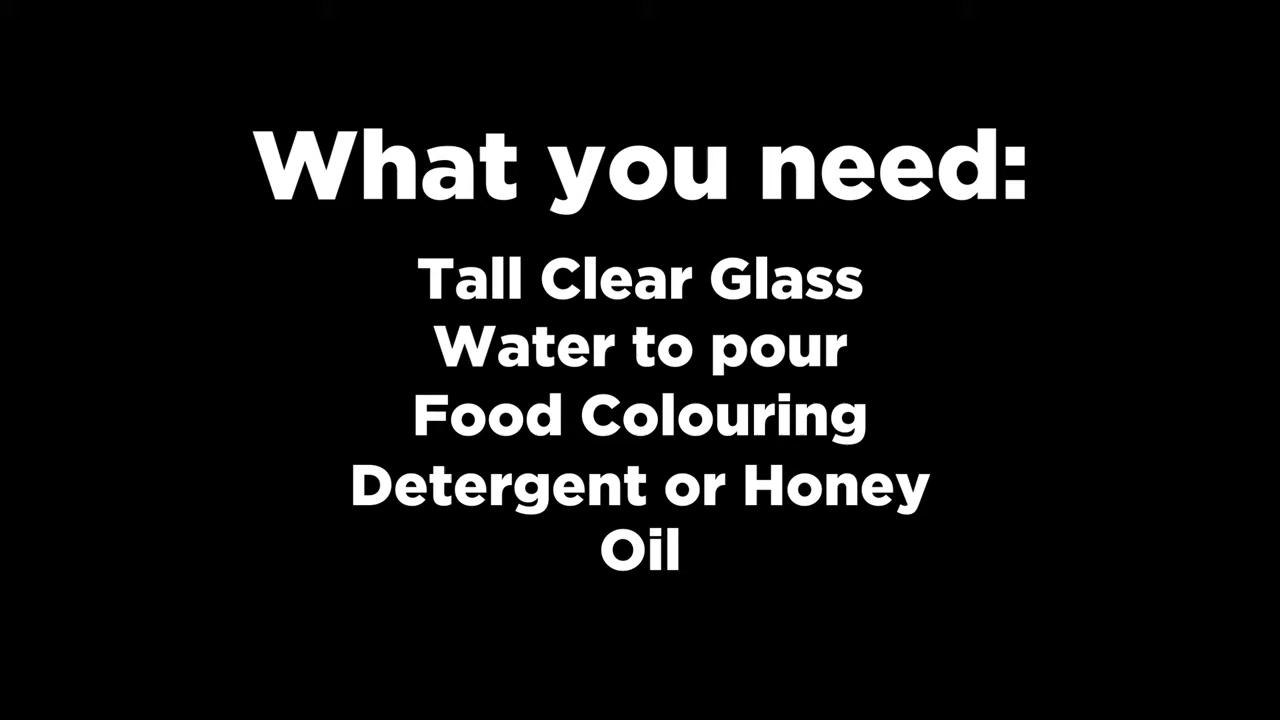 What you need:
Tall Clear Glass
Water to pour
Food Colouring
Detergent or Honey
Oil